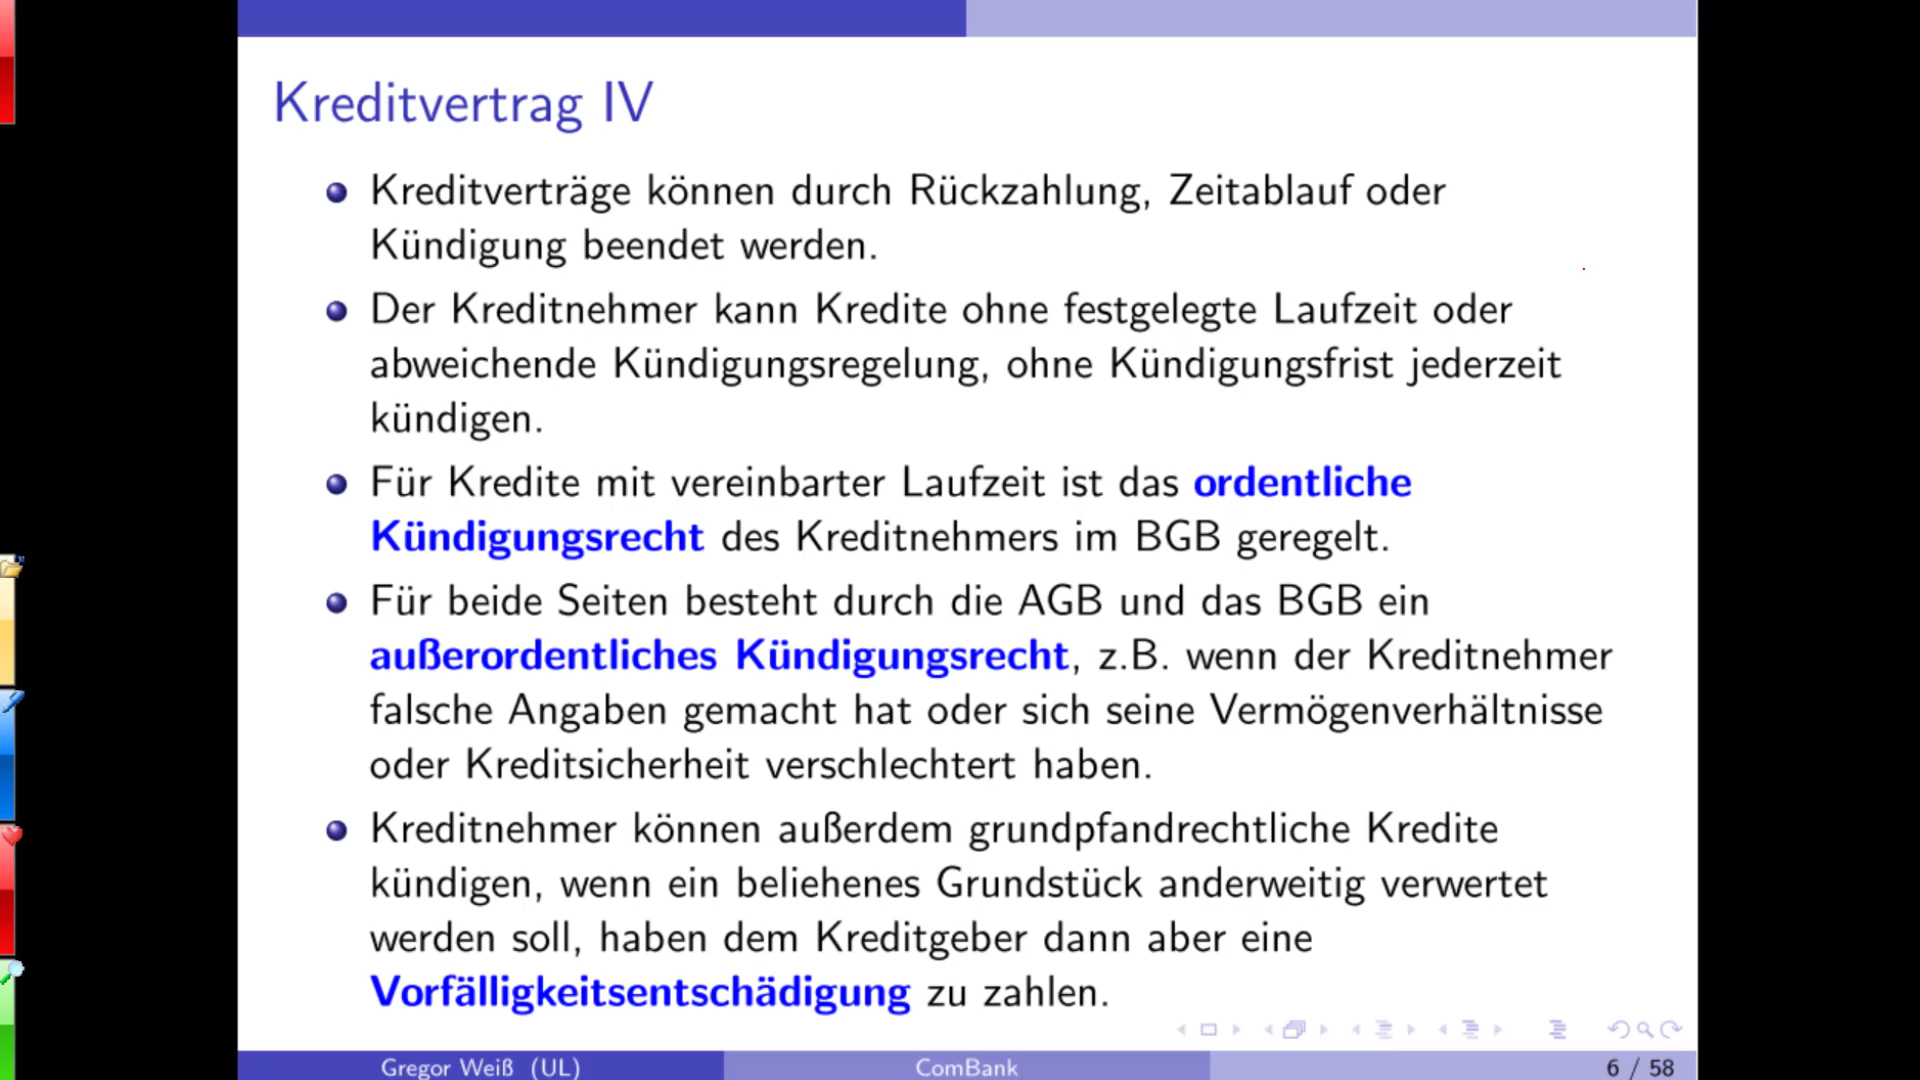 Kreditvertrag IV
Kreditverträge können durch Rückzahlung, Zeitablauf oder
Kündigung beendet werden.
Der Kreditnehmer kann Kredite ohne festgelegte Laufzeit oder
abweichende Kündigungsregelung, ohne Kündigungsfrist jederzeit
kündigen.
Für Kredite mit vereinbarter Laufzeit ist das ordentliche
Kündigungsrecht des Kreditnehmers im BGB geregelt.
Für beide Seiten besteht durch die AGB und das BGB ein
außerordentliches Kündigungsrecht, z.B. wenn der Kreditnehmer
falsche Angaben gemacht hat oder sich seine Vermögenverhältnisse
oder Kreditsicherheit verschlechtert haben.
Kreditnehmer können außerdem grundpfandrechtliche Kredite
kündigen, wenn ein beliehenes Grundstück anderweitig verwertet
werden soll, haben dem Kreditgeber dann aber eine
Vorfälligkeitsentschädigung zu zahlen.
Gregor Weiß (UL) ComBank 6 / 58